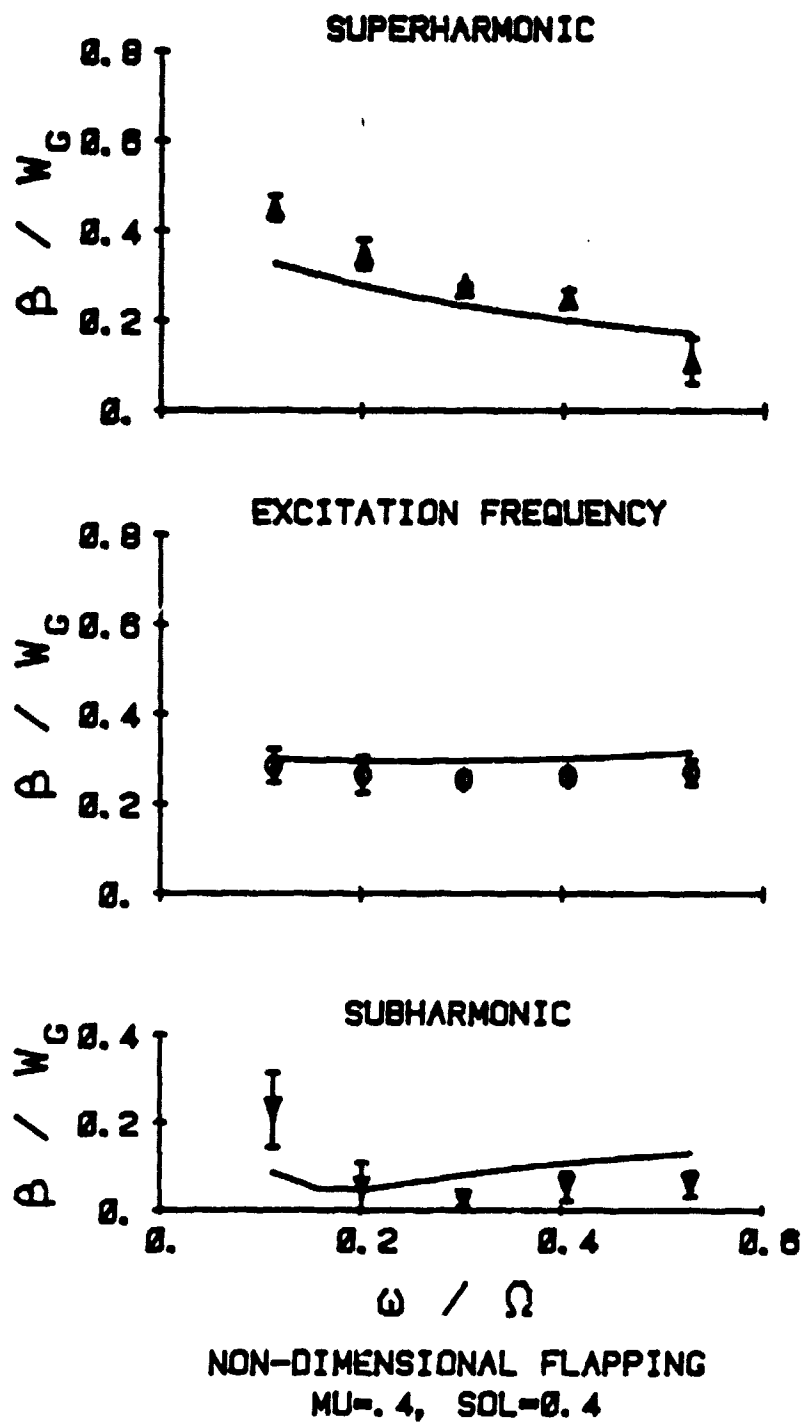 SUPERHARMONIC
0.8
0.6
0.4
0.2
0.
β / W_G
EXCITATION FREQUENCY
0.8
0.6
0.4
0.2
0.
β / W_G
SUBHARMONIC
0.4
0.2
0.
β / W_G
0. 0.2 0.4 0.6
ω / Ω
NON-DIMENSIONAL FLAPPING
MU=.4, SOL=0.4